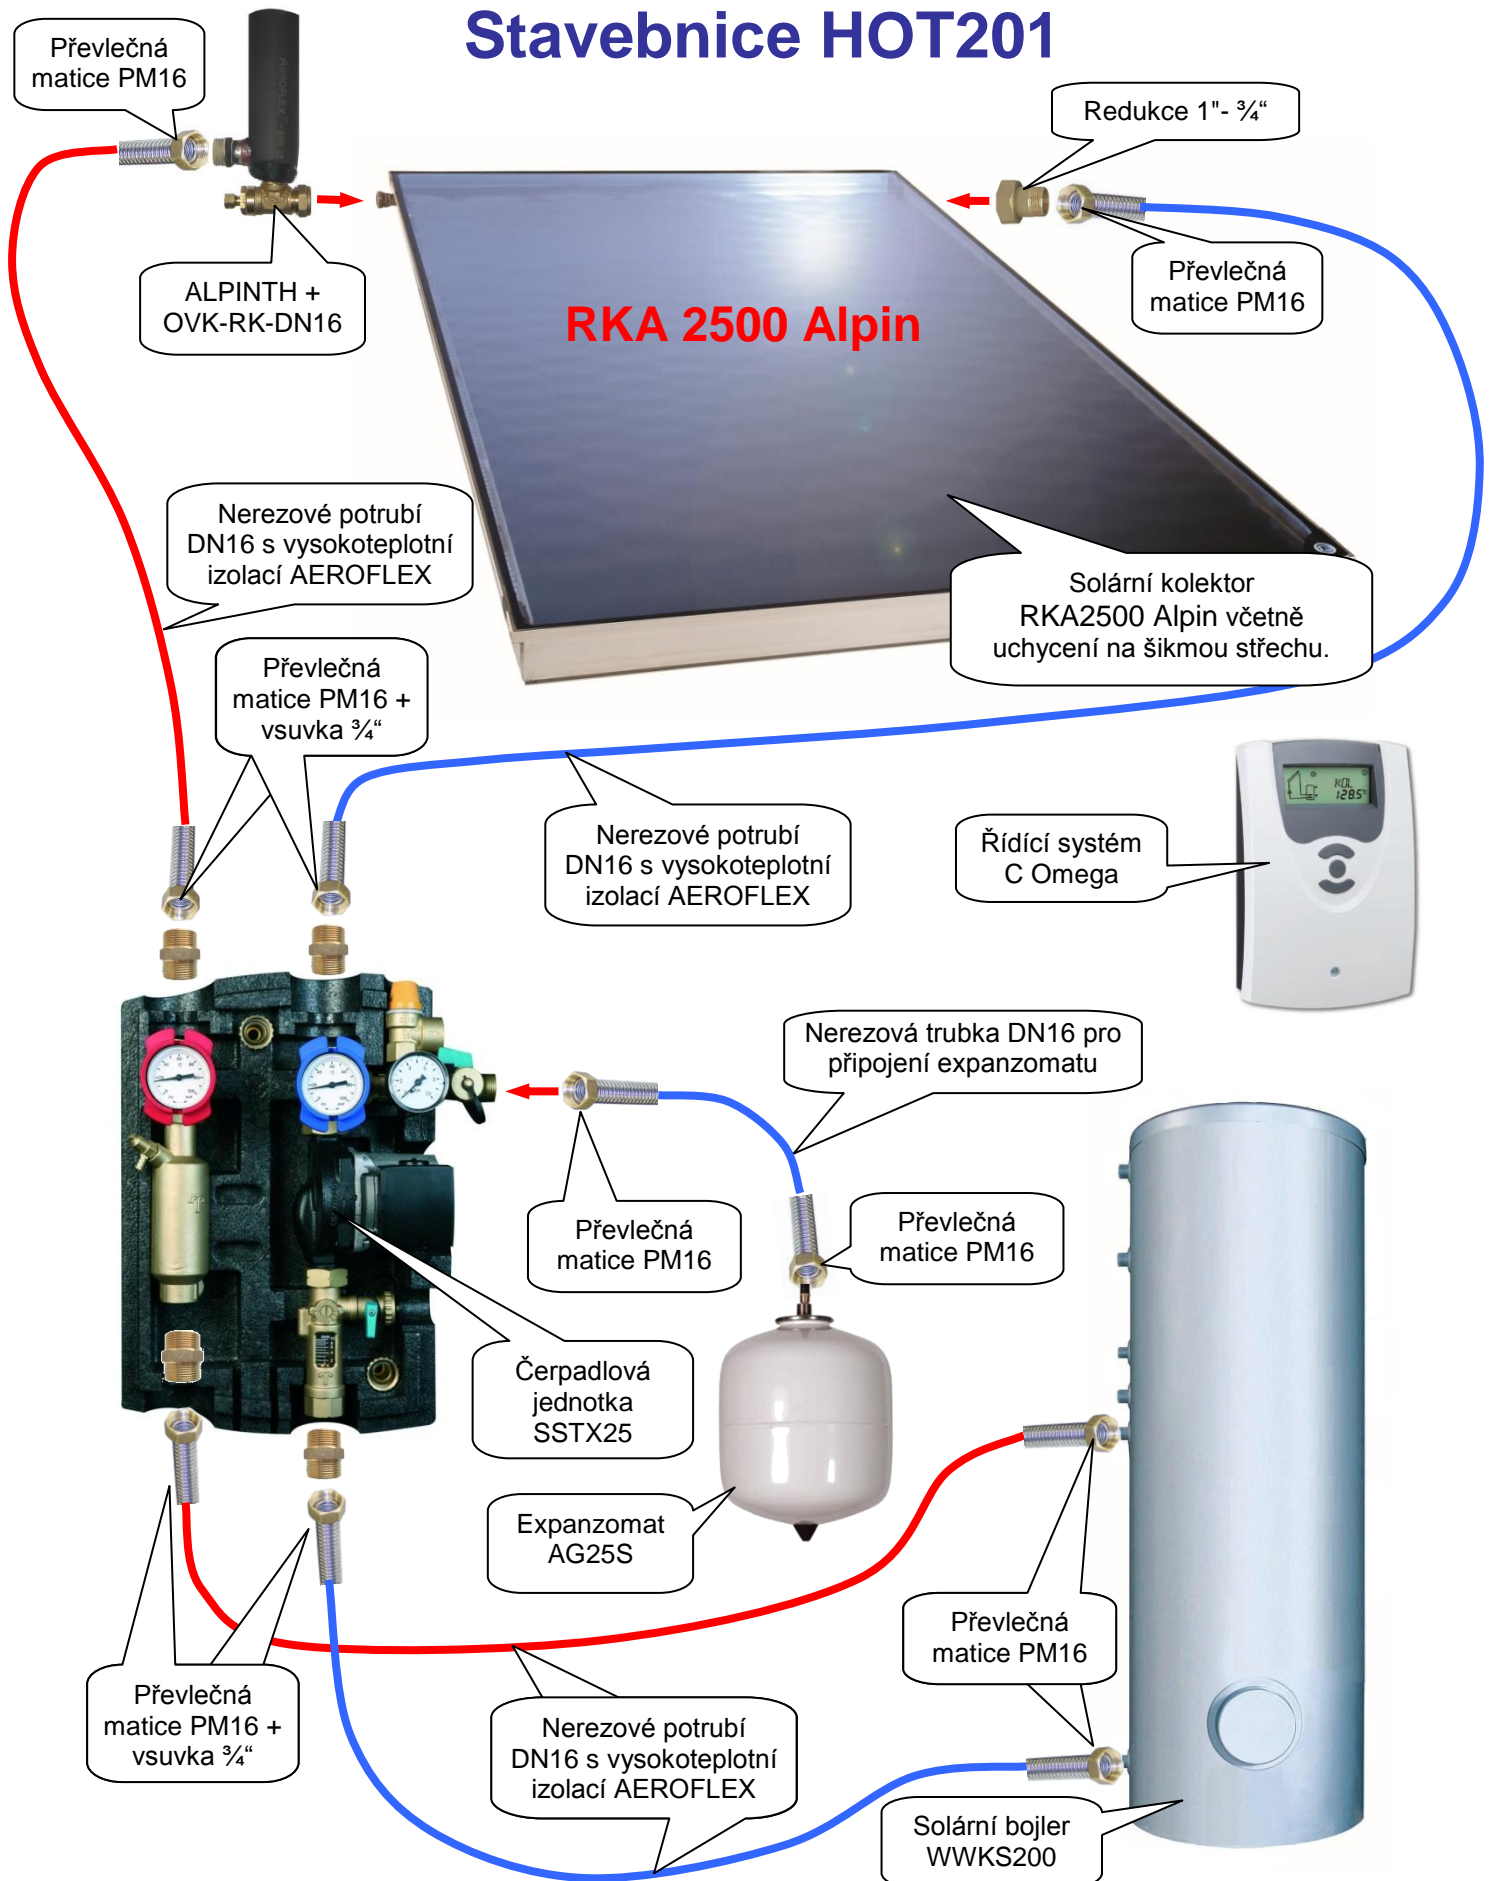 Stavebnice HOT201
Převlečná
matice PM16
AEROFLEX
Redukce 1"- ¾“
ALPINTH +
OVK-RK-DN16
Převlečná
matice PM16
RKA 2500 Alpin
Nerezové potrubí
DN16 s vysokoteplotní
izolací AEROFLEX
Solární kolektor
RKA2500 Alpin včetně
uchycení na šikmou střechu.
Převlečná
matice PM16 +
vsuvka ¾“
KOL
128.5
Nerezové potrubí
DN16 s vysokoteplotní
izolací AEROFLEX
Řídící systém
C Omega
Nerezová trubka DN16 pro
připojení expanzomatu
Převlečná
matice PM16
Převlečná
matice PM16
Čerpadlová
jednotka
SSTX25
Expanzomat
AG25S
Převlečná
matice PM16
Převlečná
matice PM16 +
vsuvka ¾“
Nerezové potrubí
DN16 s vysokoteplotní
izolací AEROFLEX
Solární bojler
WWKS200